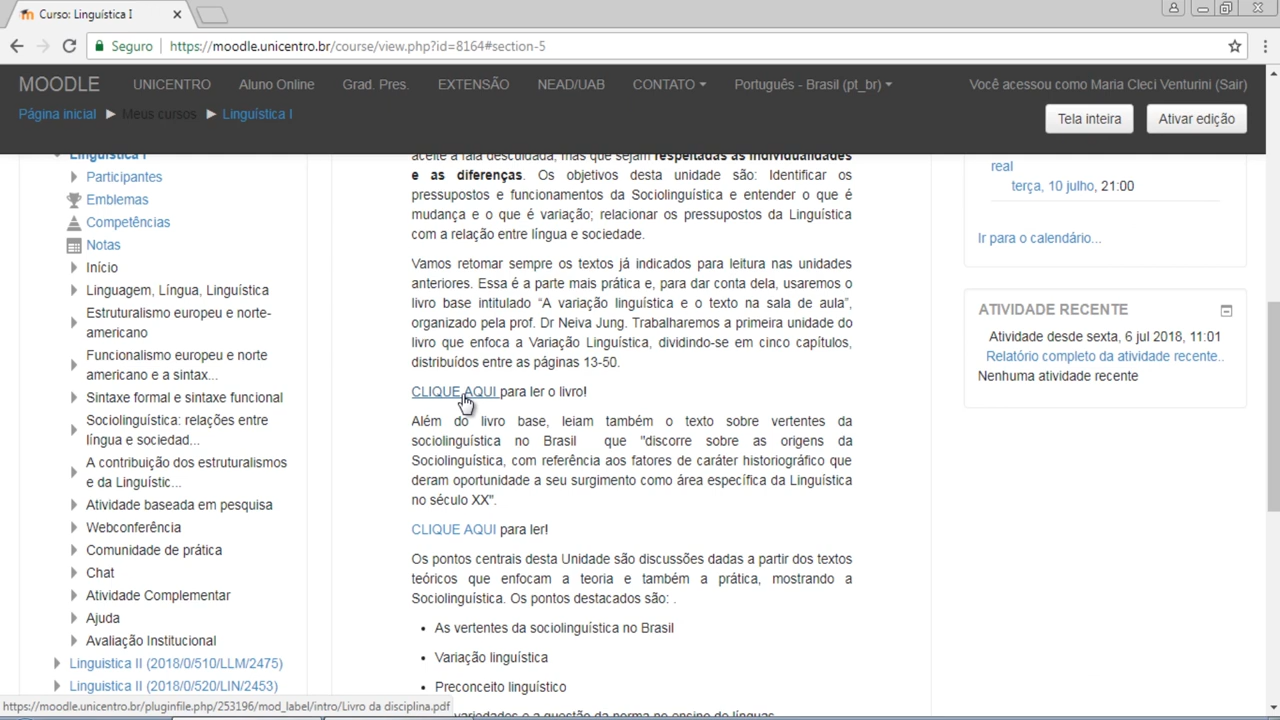 Curso: Linguística I
Seguro
https://moodle.unicentro.br/course/view.php?id=8164#section-5
MOODLE UNICENTRO Aluno Online Grad. Pres. EXTENSÃO NEAD/UAB CONTATO Português - Brasil (pt_br) Você acessou como Maria Cleci Venturini (Sair)
Página inicial ▶ Meus cursos ▶ Linguística I
Tela inteira Ativar edição
Linguística I
Participantes
Emblemas
Competências
Notas
Início
Linguagem, Língua, Linguística
Estruturalismo europeu e norte-
americano
Funcionalismo europeu e norte
americano e a sintax...
Sintaxe formal e sintaxe funcional
Sociolinguística: relações entre
língua e sociedad...
A contribuição dos estruturalismos
e da Linguístic...
Atividade baseada em pesquisa
Webconferência
Comunidade de prática
Chat
Atividade Complementar
Ajuda
Avaliação Institucional
Linguistica II (2018/0/510/LLM/2475)
Linguistica II (2018/0/520/LIN/2453)
aceite a fala descuidada, mas que sejam respeitadas as individualidades
e as diferenças. Os objetivos desta unidade são: Identificar os
pressupostos e funcionamentos da Sociolinguística e entender o que é
mudança e o que é variação; relacionar os pressupostos da Linguística
com a relação entre língua e sociedade.
Vamos retomar sempre os textos já indicados para leitura nas unidades
anteriores. Essa é a parte mais prática e, para dar conta dela, usaremos o
livro base intitulado “A variação linguística e o texto na sala de aula”,
organizado pela prof. Dr Neiva Jung. Trabalharemos a primeira unidade do
livro que enfoca a Variação Linguística, dividindo-se em cinco capítulos,
distribuídos entre as páginas 13-50.
CLIQUE AQUI para ler o livro!
Além do livro base, leiam também o texto sobre vertentes da
sociolinguística no Brasil que "discorre sobre as origens da
Sociolinguística, com referência aos fatores de caráter historiográfico que
deram oportunidade a seu surgimento como área específica da Linguística
no século XX".
CLIQUE AQUI para ler!
Os pontos centrais desta Unidade são discussões dadas a partir dos textos
teóricos que enfocam a teoria e também a prática, mostrando a
Sociolinguística. Os pontos destacados são: .
• As vertentes da sociolinguística no Brasil
• Variação linguística
• Preconceito linguístico
variedades e a questão da norma no ensino de línguas
real
terça, 10 julho, 21:00
Ir para o calendário...
ATIVIDADE RECENTE
Atividade desde sexta, 6 jul 2018, 11:01
Relatório completo da atividade recente..
Nenhuma atividade recente
https://moodle.unicentro.br/pluginfile.php/253196/mod_label/intro/Livro da disciplina.pdf